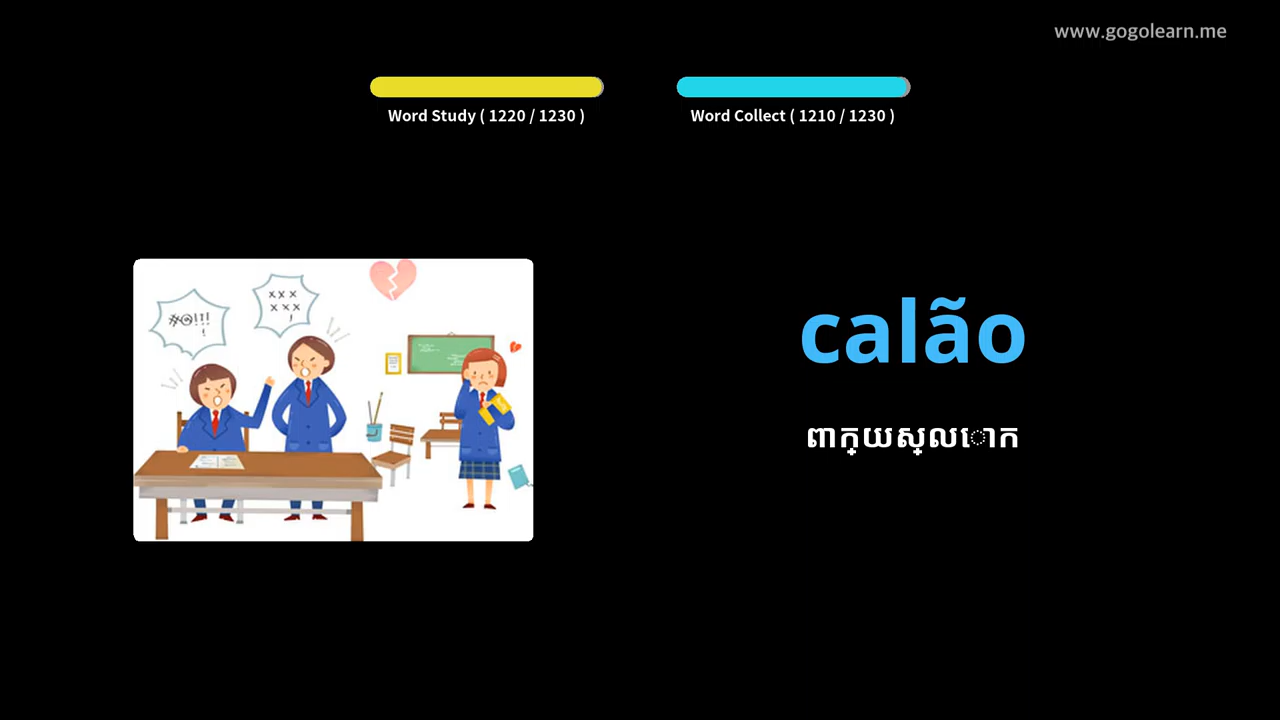 www.gogolearn.me
Word Study ( 1220 / 1230 )
Word Collect ( 1210 / 1230 )
#@!!!
!
x x x
x x x
!
calão
ពាក្យស្លោក